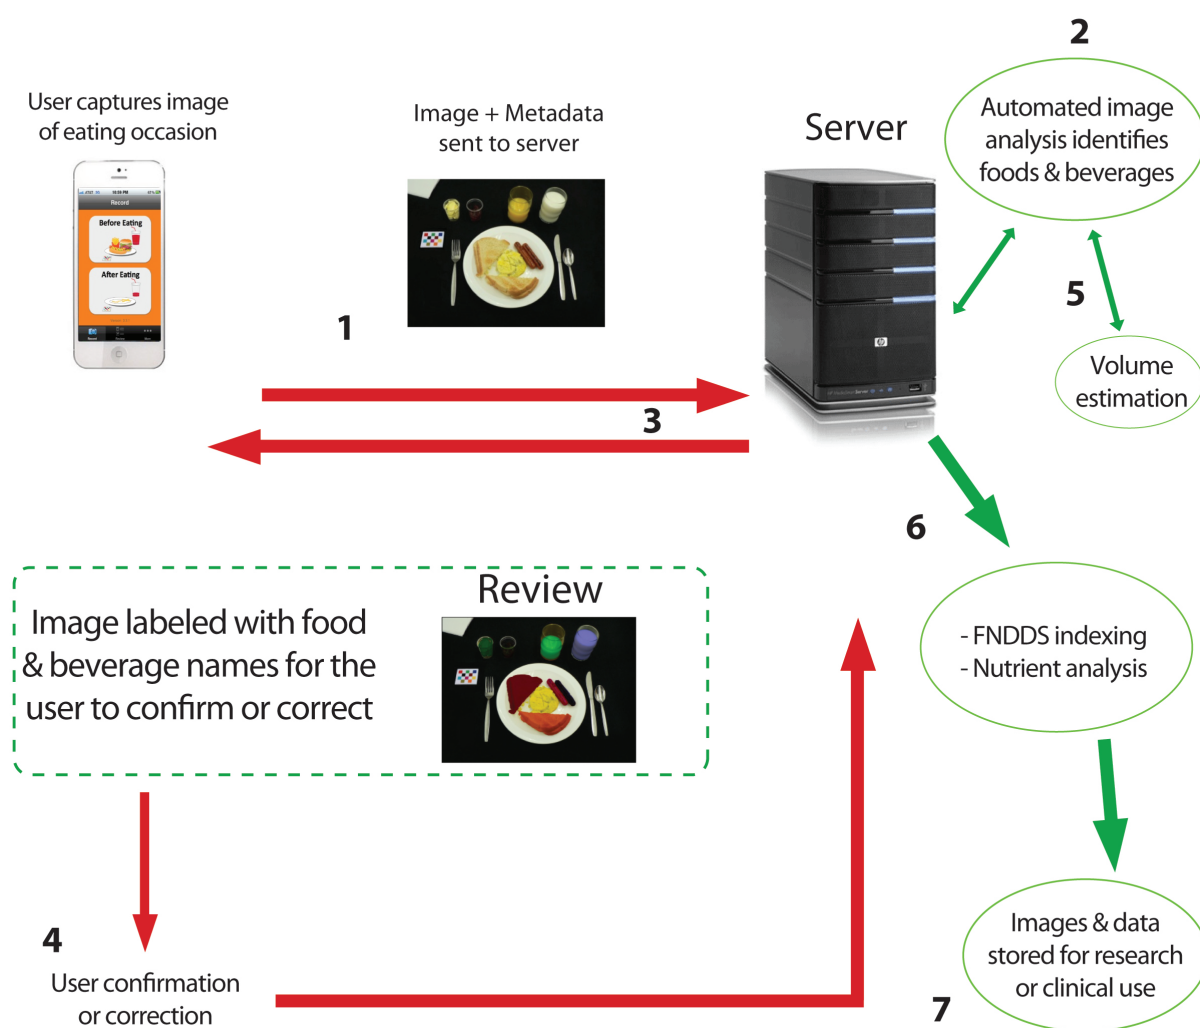 User captures image
of eating occasion
10:59 PM
Record
Before Eating
After Eating
Image + Metadata
sent to server
1
Server
2
Automated image
analysis identifies
foods & beverages
5
Volume
estimation
3
6
Review
Image labeled with food
& beverage names for the
user to confirm or correct
- FNDDS indexing
- Nutrient analysis
4
User confirmation
or correction
7
Images & data
stored for research
or clinical use